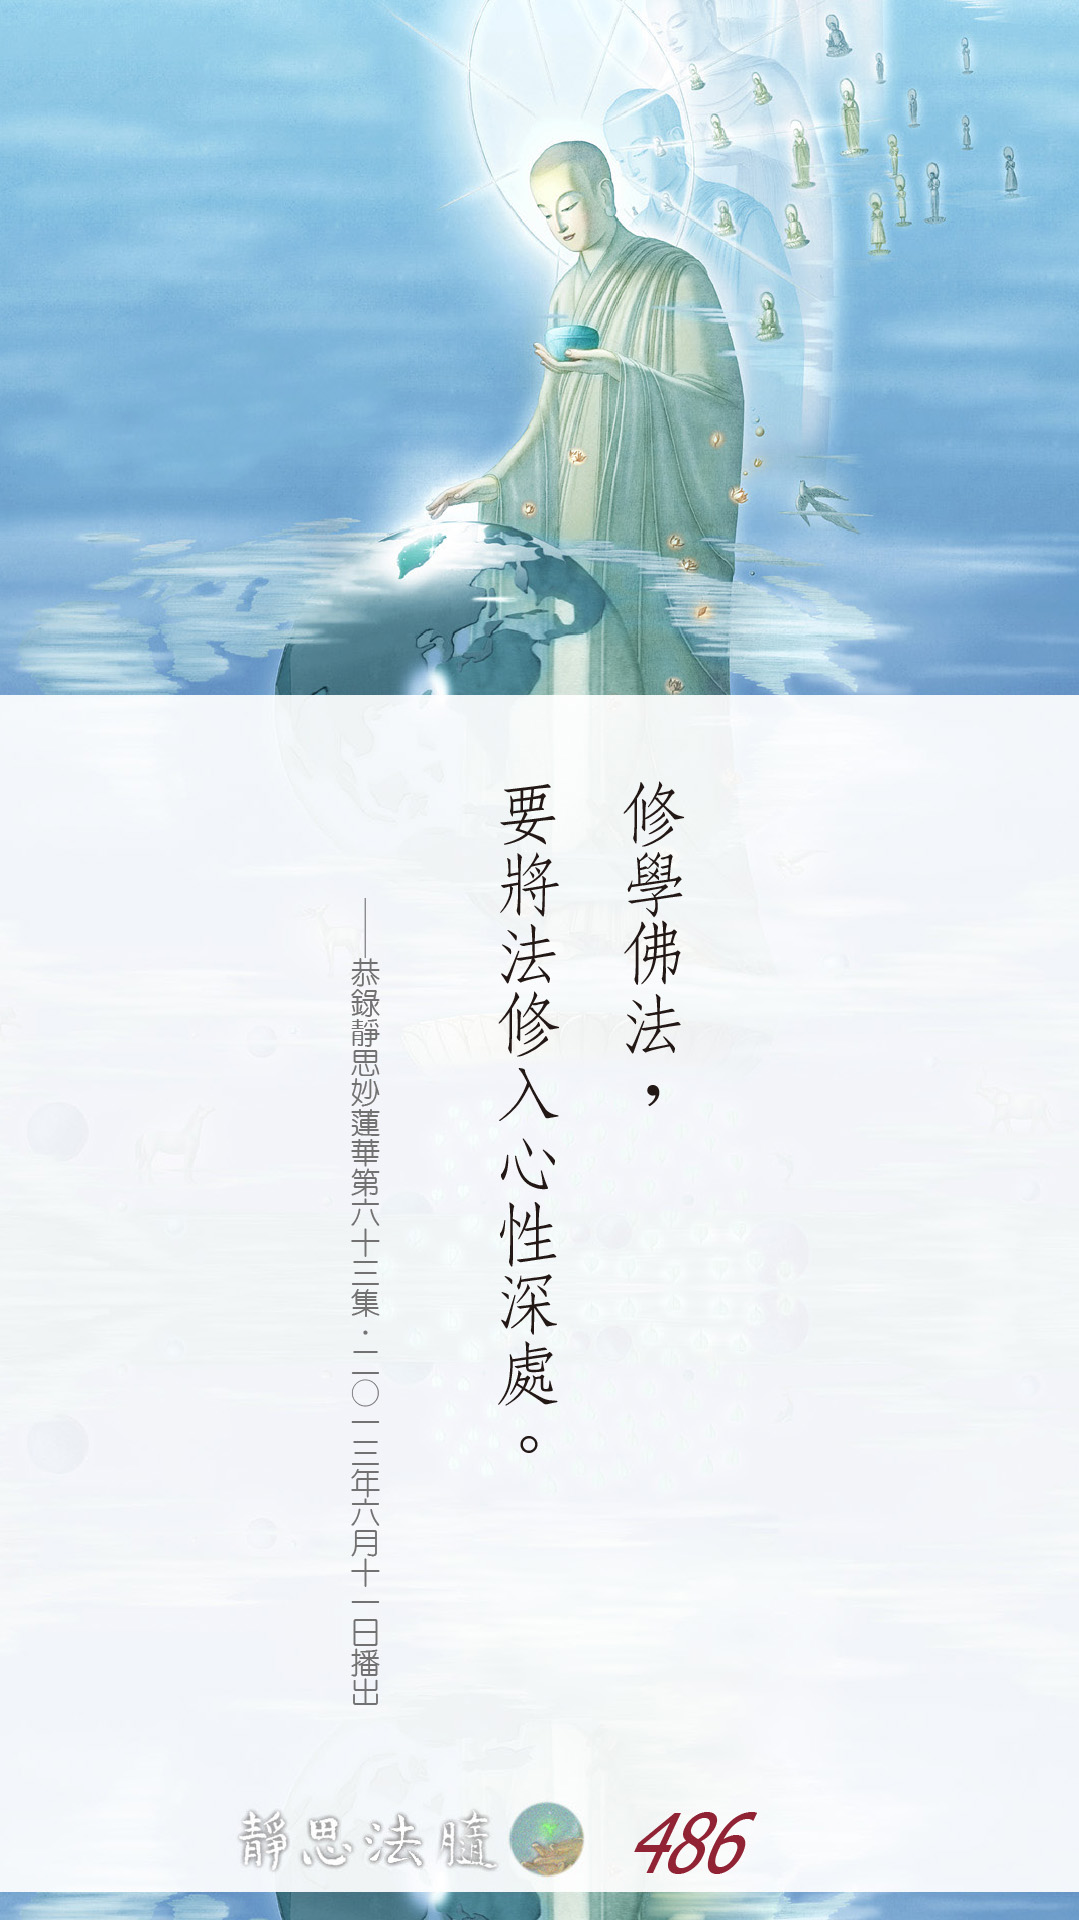 修學佛法，
要將法修入心性深處。
——恭錄靜思妙蓮華第六十三集．二〇一三年六月十一日播出
靜思法髓
486